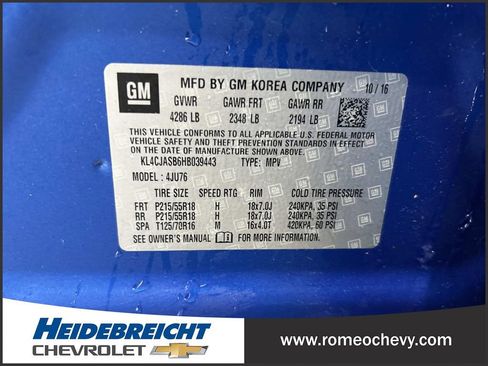 GM
MFD BY GM KOREA COMPANY 10/16
GVWR GAWR FRT GAWR RR
4286 LB 2348 LB 2194 LB
THIS VEHICLE CONFORMS TO ALL APPLICABLE U.S. FEDERAL MOTOR
VEHICLE SAFETY AND THEFT PREVENTION STANDARDS IN EFFECT
ON THE DATE OF MANUFACTURE SHOWN ABOVE.
KL4CJASB6HB039443 TYPE: MPV
MODEL: 4JU76
TIRE SIZE SPEED RTG RIM COLD TIRE PRESSURE
FRT P215/55R18 H 18x7.0J 240KPA, 35 PSI
RR P215/55R18 H 18x7.0J 240KPA, 35 PSI
SPA T125/70R16 M 16x4.0T 420KPA, 60 PSI
SEE OWNER'S MANUAL FOR MORE INFORMATION.
HEIDEBREICHT
CHEVROLET
www.romeochevy.com